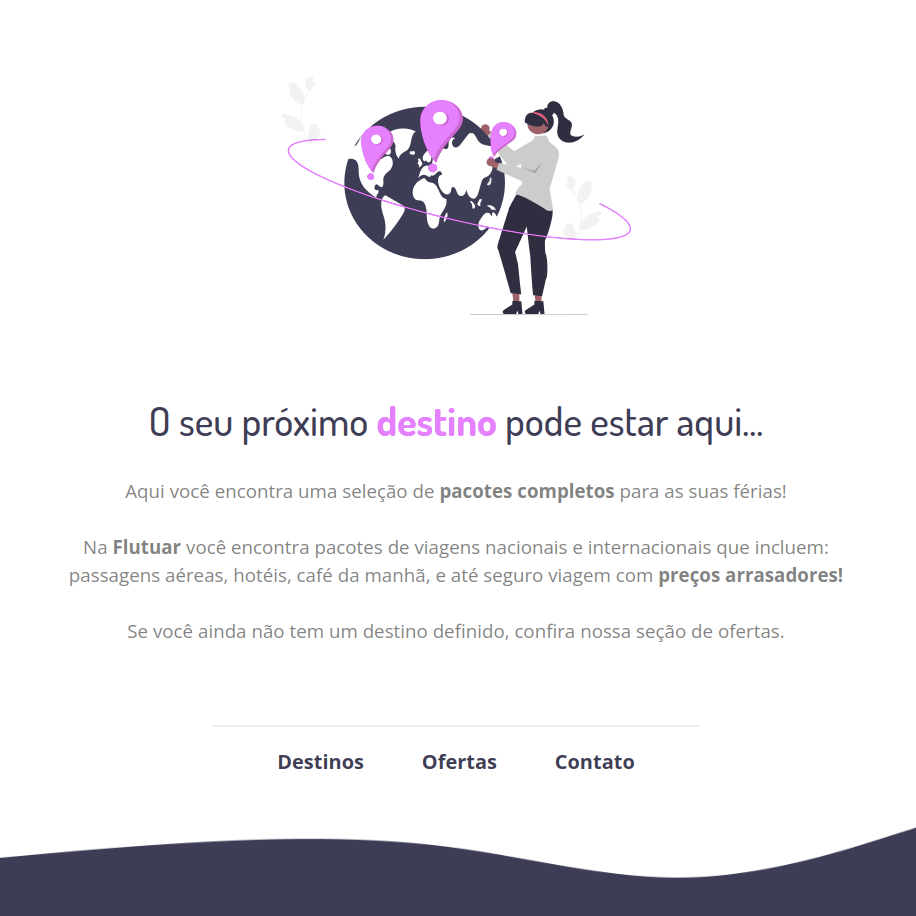 O seu próximo destino pode estar aqui...
Aqui você encontra uma seleção de pacotes completos para as suas férias!
Na Flutuar você encontra pacotes de viagens nacionais e internacionais que incluem:
passagens aéreas, hotéis, café da manhã, e até seguro viagem com preços arrasadores!
Se você ainda não tem um destino definido, confira nossa seção de ofertas.
Destinos Ofertas Contato